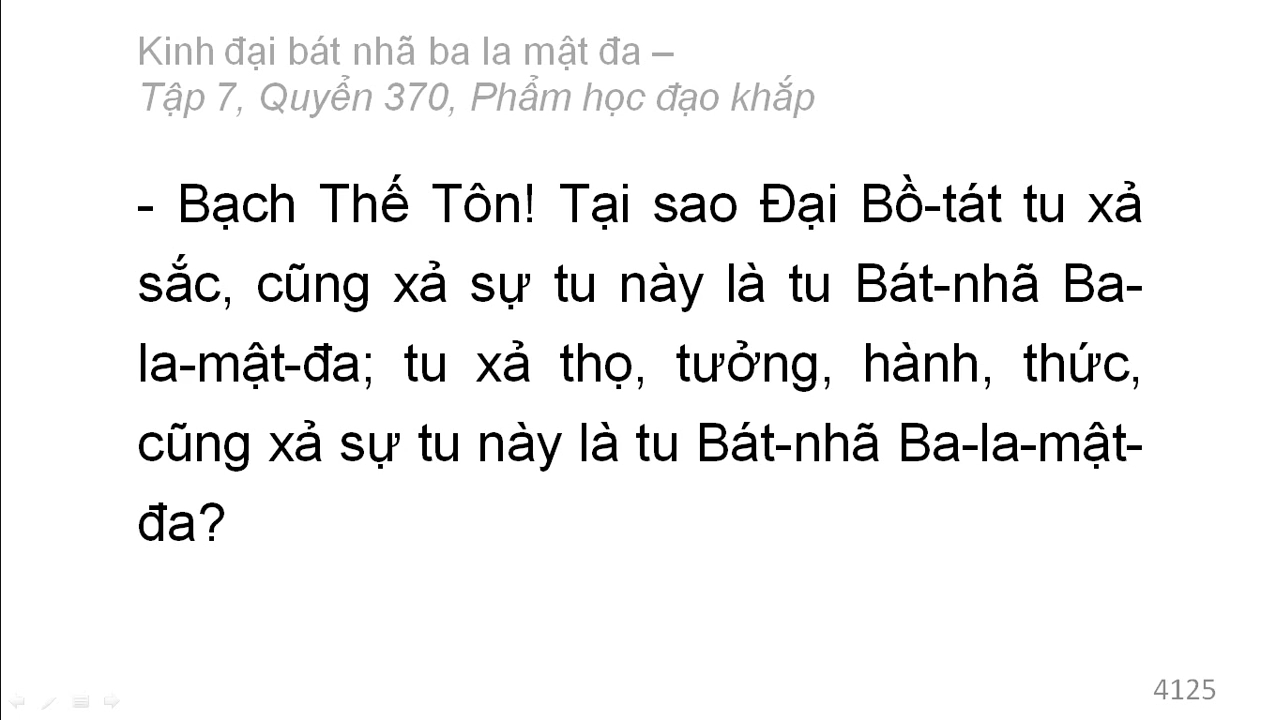 Kinh đại bát nhã ba la mật đa –
Tập 7, Quyển 370, Phẩm học đạo khắp
- Bạch Thế Tôn! Tại sao Đại Bồ-tát tu xả
sắc, cũng xả sự tu này là tu Bát-nhã Ba-
la-mật-đa; tu xả thọ, tưởng, hành, thức,
cũng xả sự tu này là tu Bát-nhã Ba-la-mật-
đa?
4125